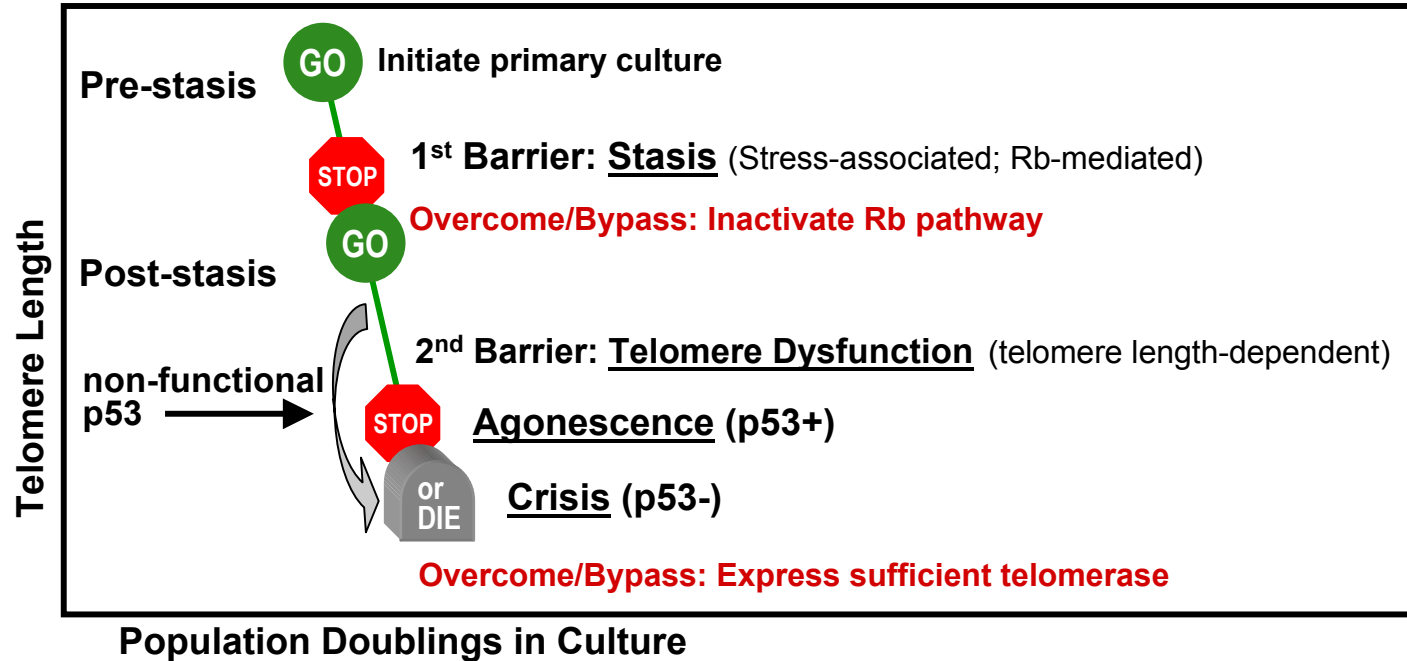 GO
Initiate primary culture
Pre-stasis
STOP
1st Barrier: Stasis (Stress-associated; Rb-mediated)
Overcome/Bypass: Inactivate Rb pathway
GO
Post-stasis
2nd Barrier: Telomere Dysfunction (telomere length-dependent)
non-functional
p53
STOP
Agonescence (p53+)
or
DIE
Crisis (p53-)
Overcome/Bypass: Express sufficient telomerase
Telomere Length
Population Doublings in Culture